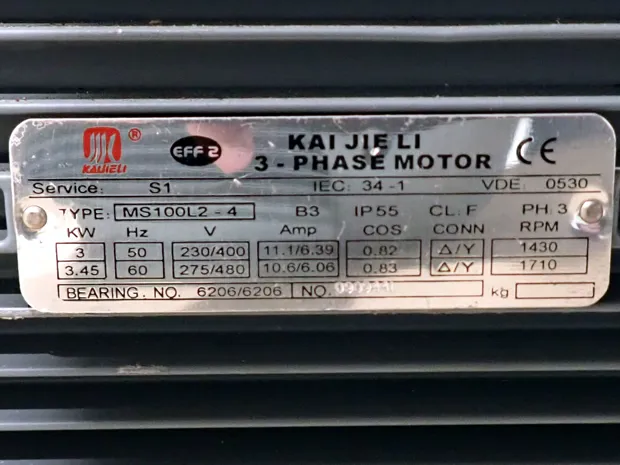 KAIJIELI ® EFF 2 KAI JIE LI CE
3 - PHASE MOTOR
Service: S1 IEC: 34-1 VDE: 0530
TYPE: MS100L2-4 B3 IP55 CL.F PH.3
KW Hz V Amp COS CONN RPM
3 50 230/400 11.1/6.39 0.82 △/Y 1430
3.45 60 275/480 10.6/6.06 0.83 △/Y 1710
BEARING. NO. 6206/6206 NO. kg